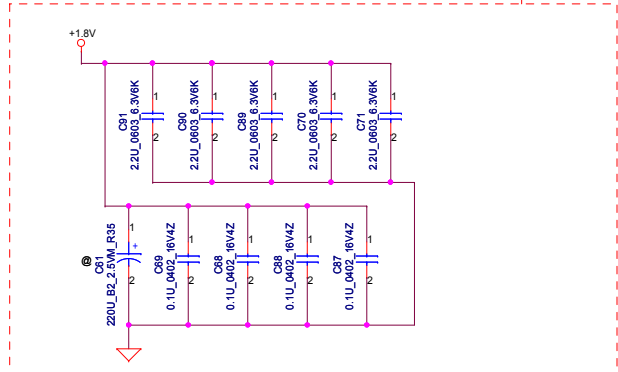 +1.8V
1
2
C91
2.2U_0603_6.3V6K
1
2
C90
2.2U_0603_6.3V6K
1
2
C89
2.2U_0603_6.3V6K
1
2
C70
2.2U_0603_6.3V6K
1
2
C71
2.2U_0603_6.3V6K
@
1
+
2
C61
220U_B2_2.5VM_R35
1
2
C69
0.1U_0402_16V4Z
1
2
C68
0.1U_0402_16V4Z
1
2
C88
0.1U_0402_16V4Z
1
2
C87
0.1U_0402_16V4Z